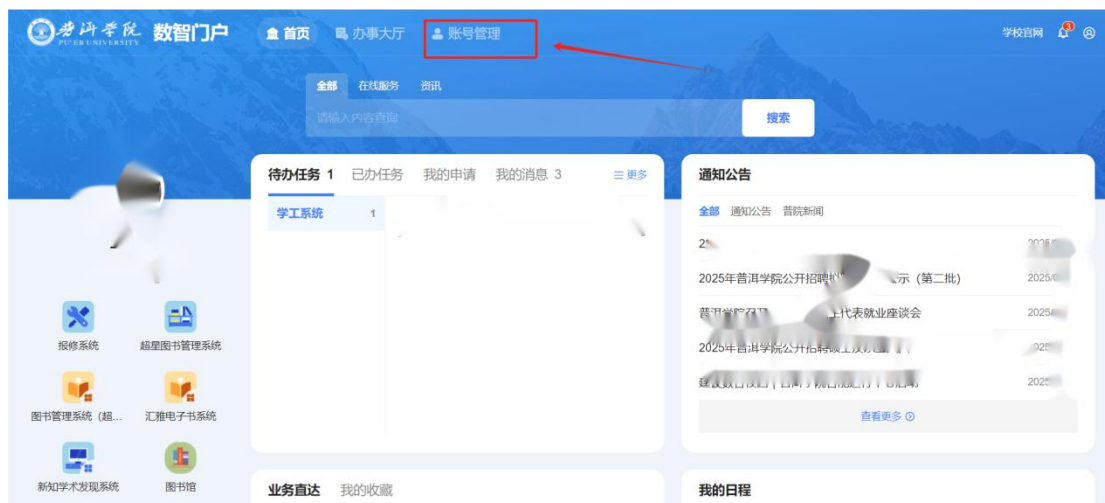 普洱学院 数智门户 首页 办事大厅 账号管理 学校官网 3
PU'ER UNIVERSITY
全部 在线服务 资讯
请输入内容查询 搜索
待办任务 1 已办任务 我的申请 我的消息 3 更多
学工系统 1
通知公告
全部 通知公告 普院新闻
2025年普洱学院公开招聘 示（第二批） 2025/
代表就业座谈会 2025
2025年普洱学院公开招聘硕士
查看更多
报修系统 超星图书管理系统
图书管理系统（超... 汇雅电子书系统
新知学术发现系统 图书馆
业务直达 我的收藏
我的日程